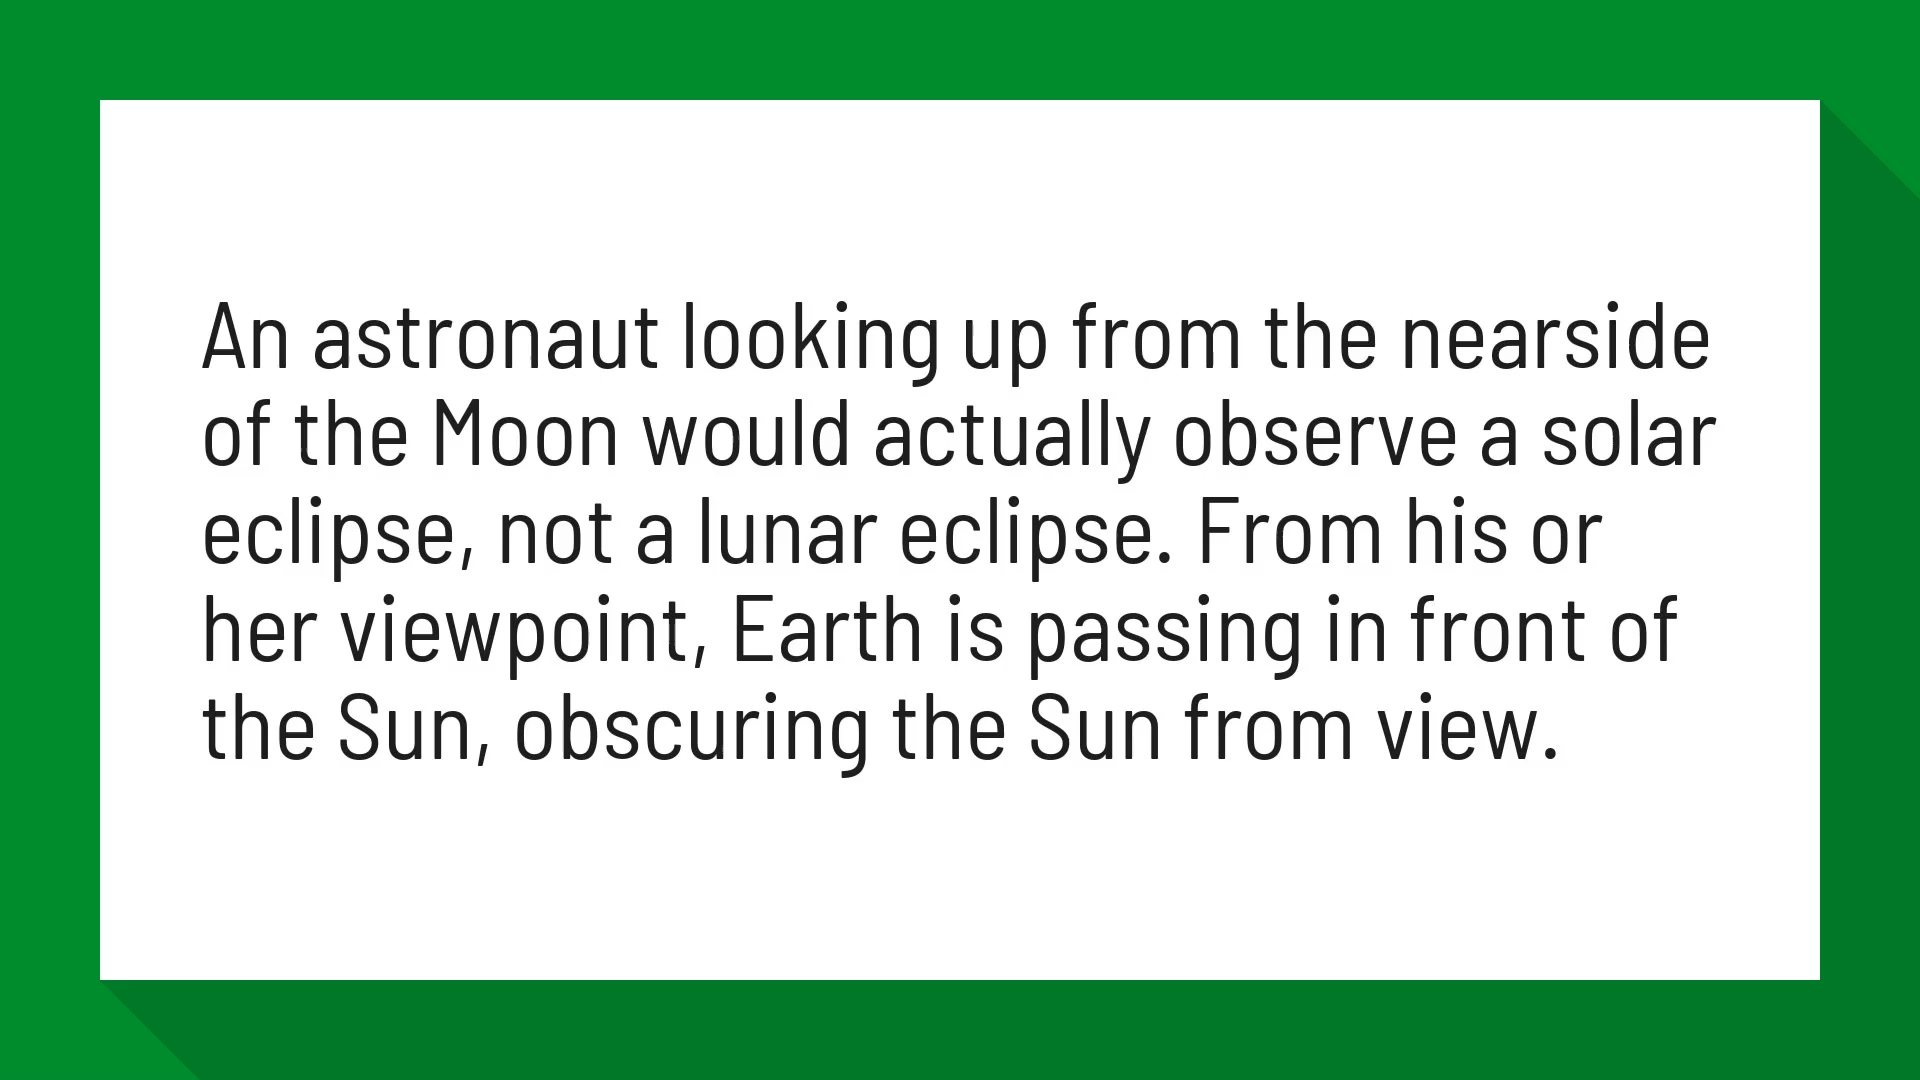 An astronaut looking up from the nearside
of the Moon would actually observe a solar
eclipse, not a lunar eclipse. From his or
her viewpoint, Earth is passing in front of
the Sun, obscuring the Sun from view.